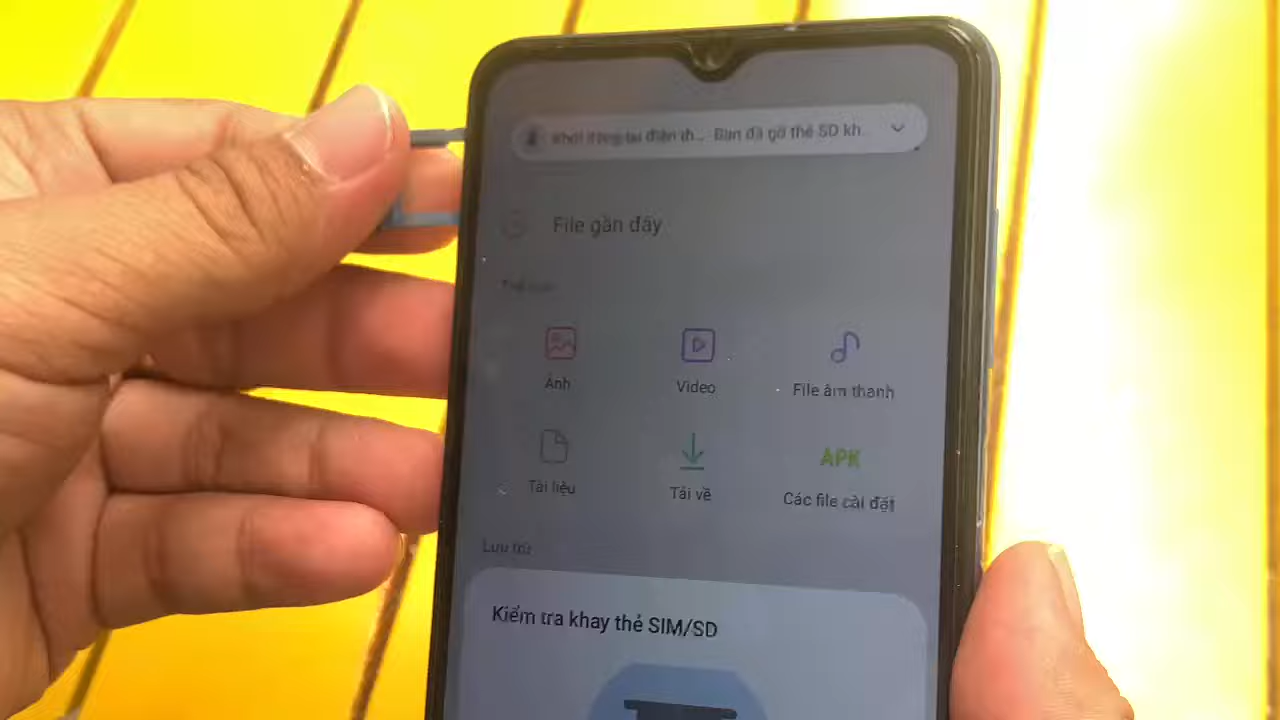 Khởi động lại điện th... · Bạn đã gỡ thẻ SD kh...
File gần đây
Ảnh
Video
File âm thanh
Tài liệu
Tải về
APK
Các file cài đặt
Lưu trữ
Kiểm tra khay thẻ SIM/SD